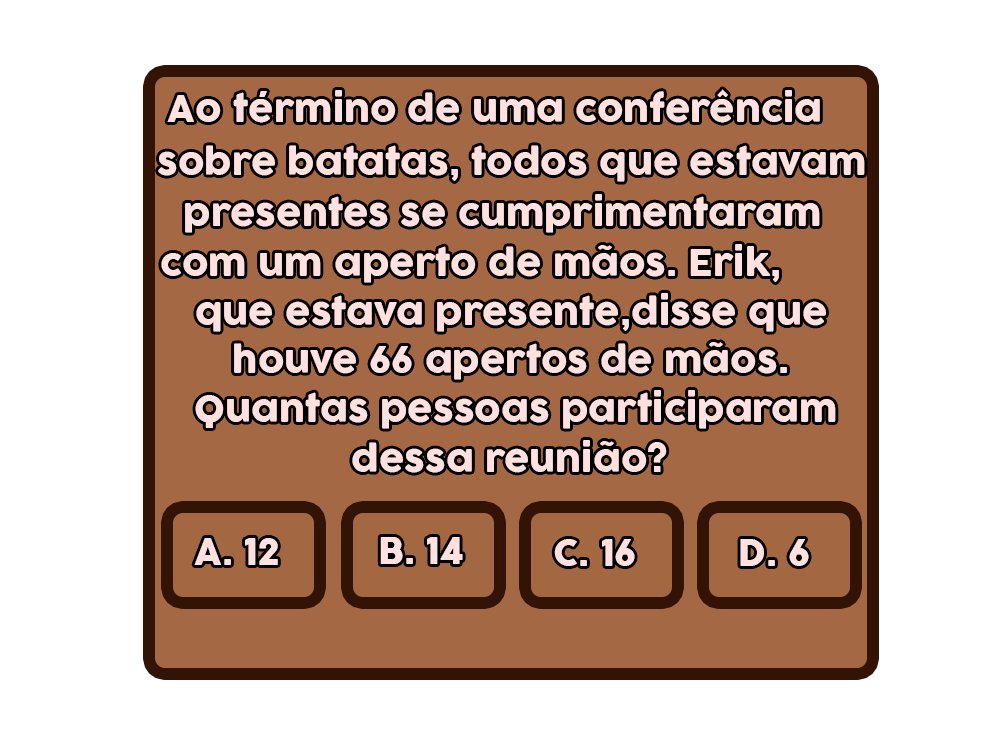 Ao término de uma conferência
sobre batatas, todos que estavam
presentes se cumprimentaram
com um aperto de mãos. Erik,
que estava presente,disse que
houve 66 apertos de mãos.
Quantas pessoas participaram
dessa reunião?
A. 12
B. 14
C. 16
D. 6